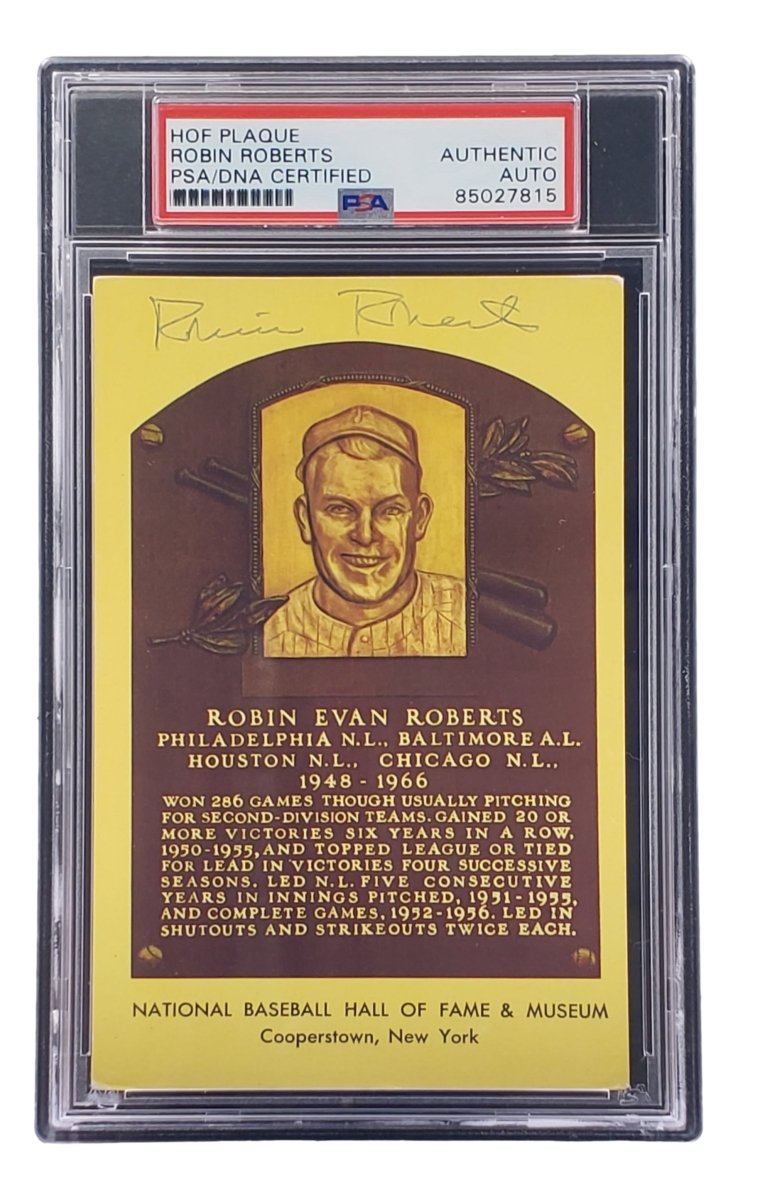 HOF PLAQUE
ROBIN ROBERTS AUTHENTIC
PSA/DNA CERTIFIED AUTO
PSA 85027815
Robin Roberts
ROBIN EVAN ROBERTS
PHILADELPHIA N.L., BALTIMORE A.L.
HOUSTON N.L., CHICAGO N.L.,
1948 - 1966
WON 286 GAMES THOUGH USUALLY PITCHING
FOR SECOND-DIVISION TEAMS. GAINED 20 OR
MORE VICTORIES SIX YEARS IN A ROW,
1950-1955, AND TOPPED LEAGUE OR TIED
FOR LEAD IN VICTORIES FOUR SUCCESSIVE
SEASONS. LED N.L. FIVE CONSECUTIVE
YEARS IN INNINGS PITCHED, 1951-1955,
AND COMPLETE GAMES, 1952-1956. LED IN
SHUTOUTS AND STRIKEOUTS TWICE EACH.
NATIONAL BASEBALL HALL OF FAME & MUSEUM
Cooperstown, New York